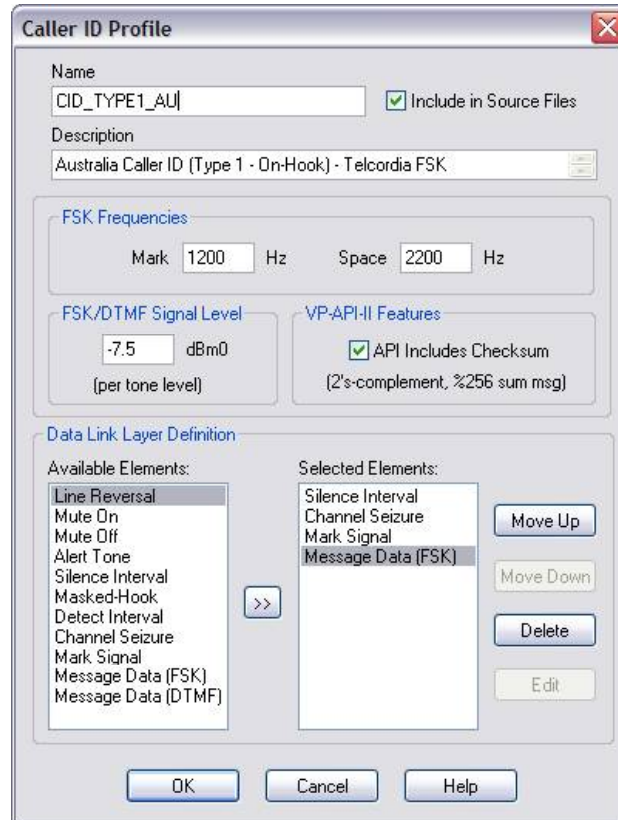 Caller ID Profile
Name
CID_TYPE1_AU
Include in Source Files
Description
Australia Caller ID (Type 1 - On-Hook) - Telcordia FSK
FSK Frequencies
Mark 1200 Hz Space 2200 Hz
FSK/DTMF Signal Level
-7.5 dBm0
(per tone level)
VP-API-II Features
API Includes Checksum
(2's-complement, %256 sum msg)
Data Link Layer Definition
Available Elements:
Line Reversal
Mute On
Mute Off
Alert Tone
Silence Interval
Masked-Hook
Detect Interval
Channel Seizure
Mark Signal
Message Data (FSK)
Message Data (DTMF)
>>
Selected Elements:
Silence Interval
Channel Seizure
Mark Signal
Message Data (FSK)
Move Up
Move Down
Delete
Edit
OK
Cancel
Help